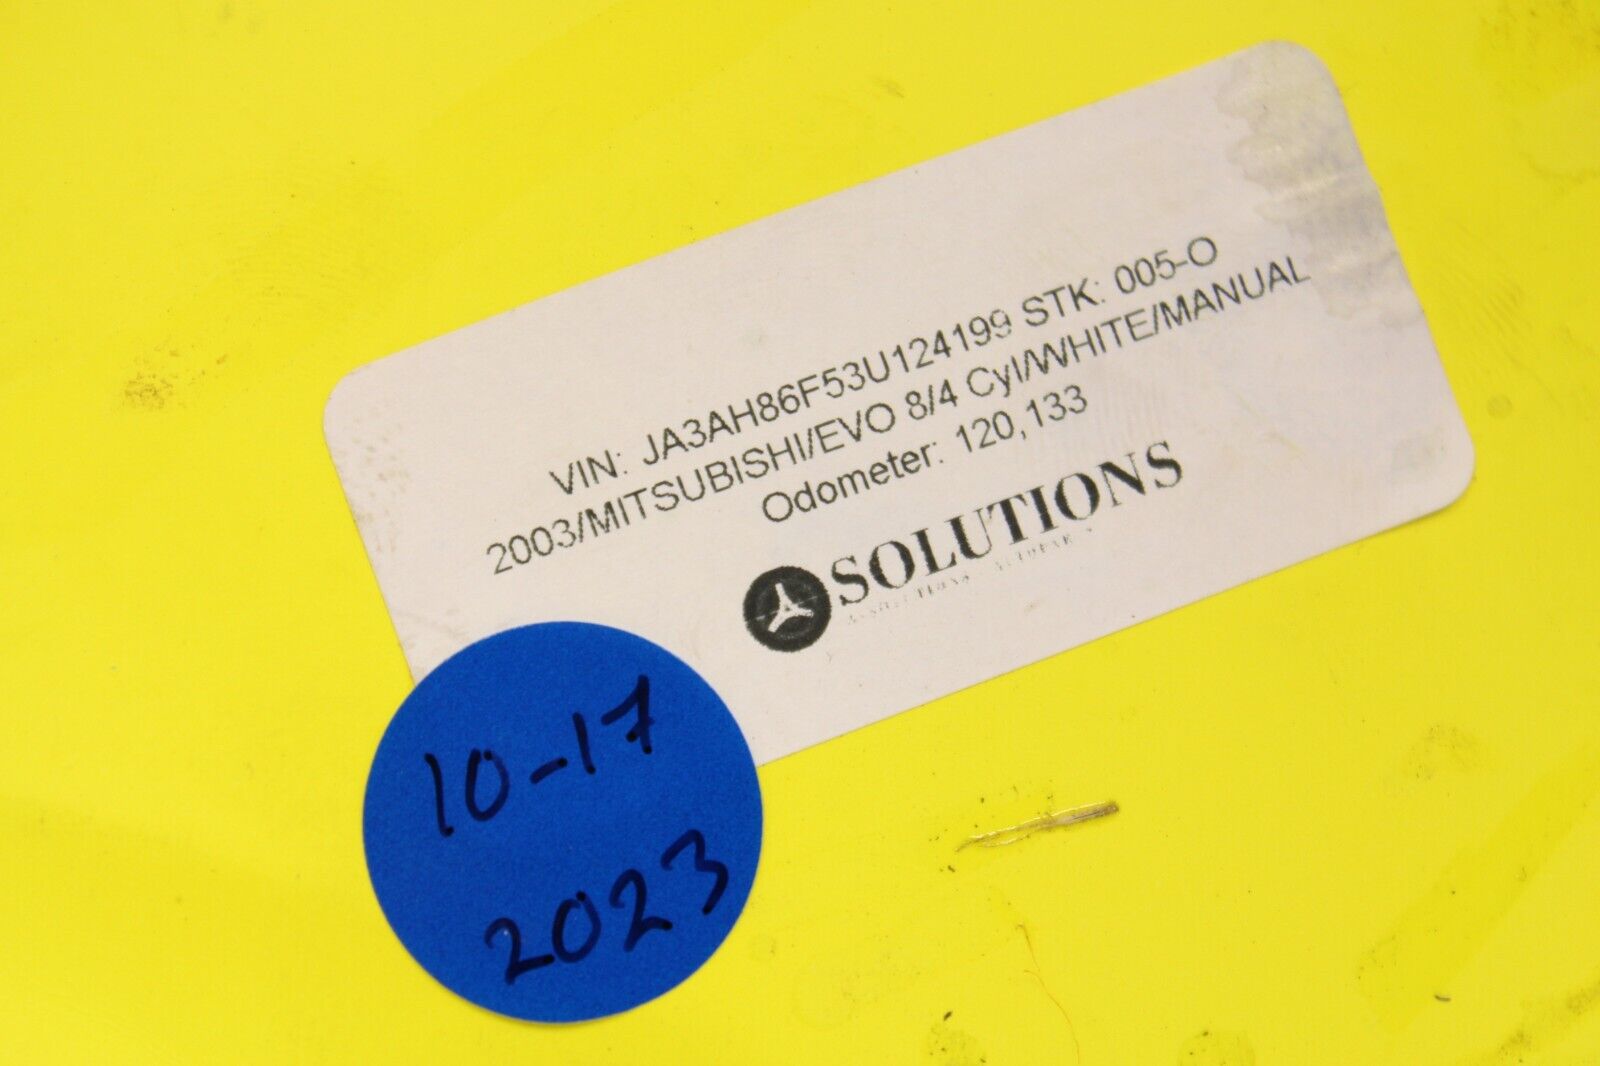 VIN: JA3AH86F53U124199 STK: 005-O
2003/MITSUBISHI/EVO 8/4 Cyl/WHITE/MANUAL
Odometer: 120,133
SOLUTIONS
10-17
2023